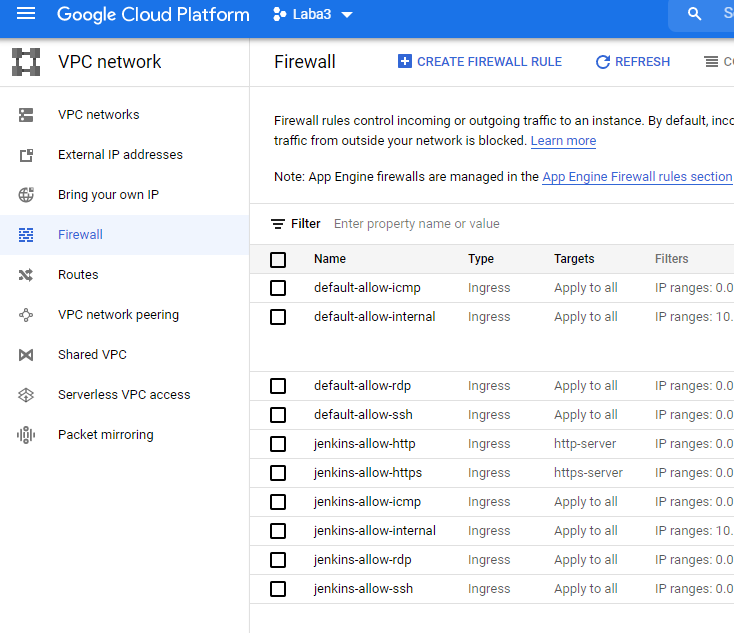 Google Cloud Platform Laba3
VPC network
Firewall CREATE FIREWALL RULE REFRESH
VPC networks
External IP addresses
Bring your own IP
Firewall
Routes
VPC network peering
Shared VPC
Serverless VPC access
Packet mirroring
Firewall rules control incoming or outgoing traffic to an instance. By default,
traffic from outside your network is blocked. Learn more
Note: App Engine firewalls are managed in the App Engine Firewall rules section
Filter Enter property name or value
Name Type Targets Filters
default-allow-icmp Ingress Apply to all IP ranges: 0.0
default-allow-internal Ingress Apply to all IP ranges: 10.
default-allow-rdp Ingress Apply to all IP ranges: 0.0
default-allow-ssh Ingress Apply to all IP ranges: 0.0
jenkins-allow-http Ingress http-server IP ranges: 0.0
jenkins-allow-https Ingress https-server IP ranges: 0.0
jenkins-allow-icmp Ingress Apply to all IP ranges: 0.0
jenkins-allow-internal Ingress Apply to all IP ranges: 10.
jenkins-allow-rdp Ingress Apply to all IP ranges: 0.0
jenkins-allow-ssh Ingress Apply to all IP ranges: 0.0